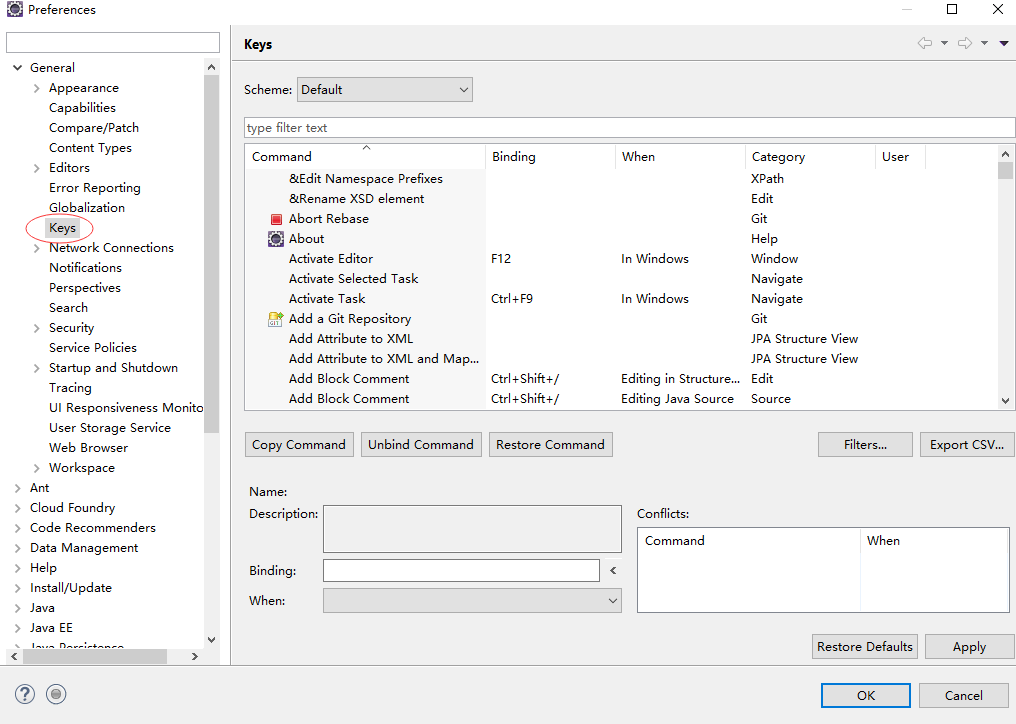 Preferences
General
Appearance
Capabilities
Compare/Patch
Content Types
Editors
Error Reporting
Globalization
Keys
Network Connections
Notifications
Perspectives
Search
Security
Service Policies
Startup and Shutdown
Tracing
UI Responsiveness Monito
User Storage Service
Web Browser
Workspace
Ant
Cloud Foundry
Code Recommenders
Data Management
Help
Install/Update
Java
Java EE
Java Persistence
Keys
Scheme: Default
type filter text
Command Binding When Category User
&Edit Namespace Prefixes XPath
&Rename XSD element Edit
Abort Rebase Git
About Help
Activate Editor F12 In Windows Window
Activate Selected Task Navigate
Activate Task Ctrl+F9 In Windows Navigate
GIT Add a Git Repository Git
Add Attribute to XML JPA Structure View
Add Attribute to XML and Map... JPA Structure View
Add Block Comment Ctrl+Shift+/ Editing in Structure... Edit
Add Block Comment Ctrl+Shift+/ Editing Java Source Source
Copy Command Unbind Command Restore Command Filters... Export CSV...
Name:
Description: Conflicts:
Command When
Binding:
When:
Restore Defaults Apply
? OK Cancel